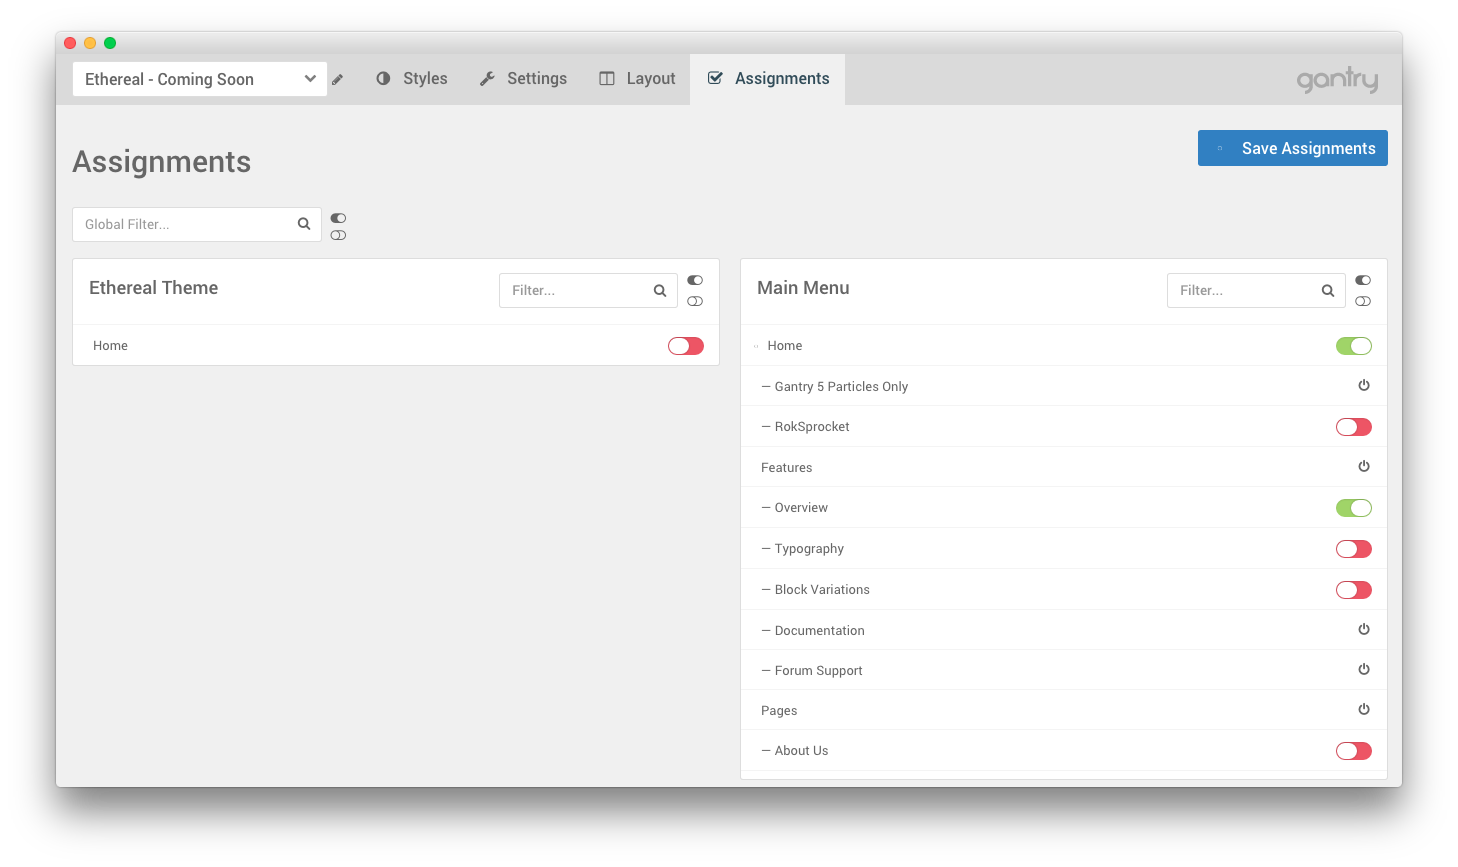 Ethereal - Coming Soon
Styles
Settings
Layout
Assignments
gantry
Assignments
Save Assignments
Global Filter...
Ethereal Theme
Filter...
Home
Main Menu
Filter...
Home
— Gantry 5 Particles Only
— RokSprocket
Features
— Overview
— Typography
— Block Variations
— Documentation
— Forum Support
Pages
— About Us